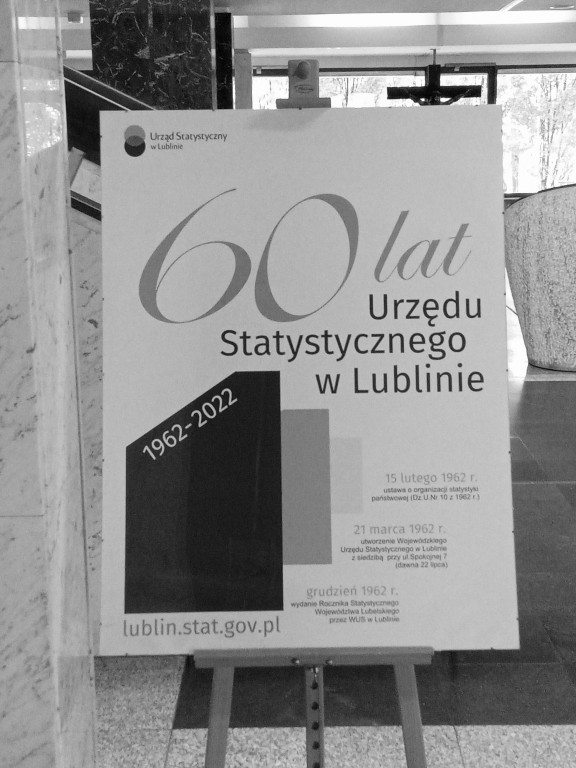 Urząd Statystyczny
w Lublinie
60 lat
Urzędu
Statystycznego
w Lublinie
1962-2022
15 lutego 1962 r.
ustawa o organizacji statystyki
państwowej (Dz.U.Nr 10 z 1962 r.)
21 marca 1962 r.
utworzenie Wojewódzkiego
Urzędu Statystycznego w Lublinie
z siedzibą przy ul Spokojnej 7
(dawna 22 lipca)
grudzień 1962 r.
wydanie Rocznika Statystycznego
Województwa Lubelskiego
przez WUS w Lublinie
lublin.stat.gov.pl